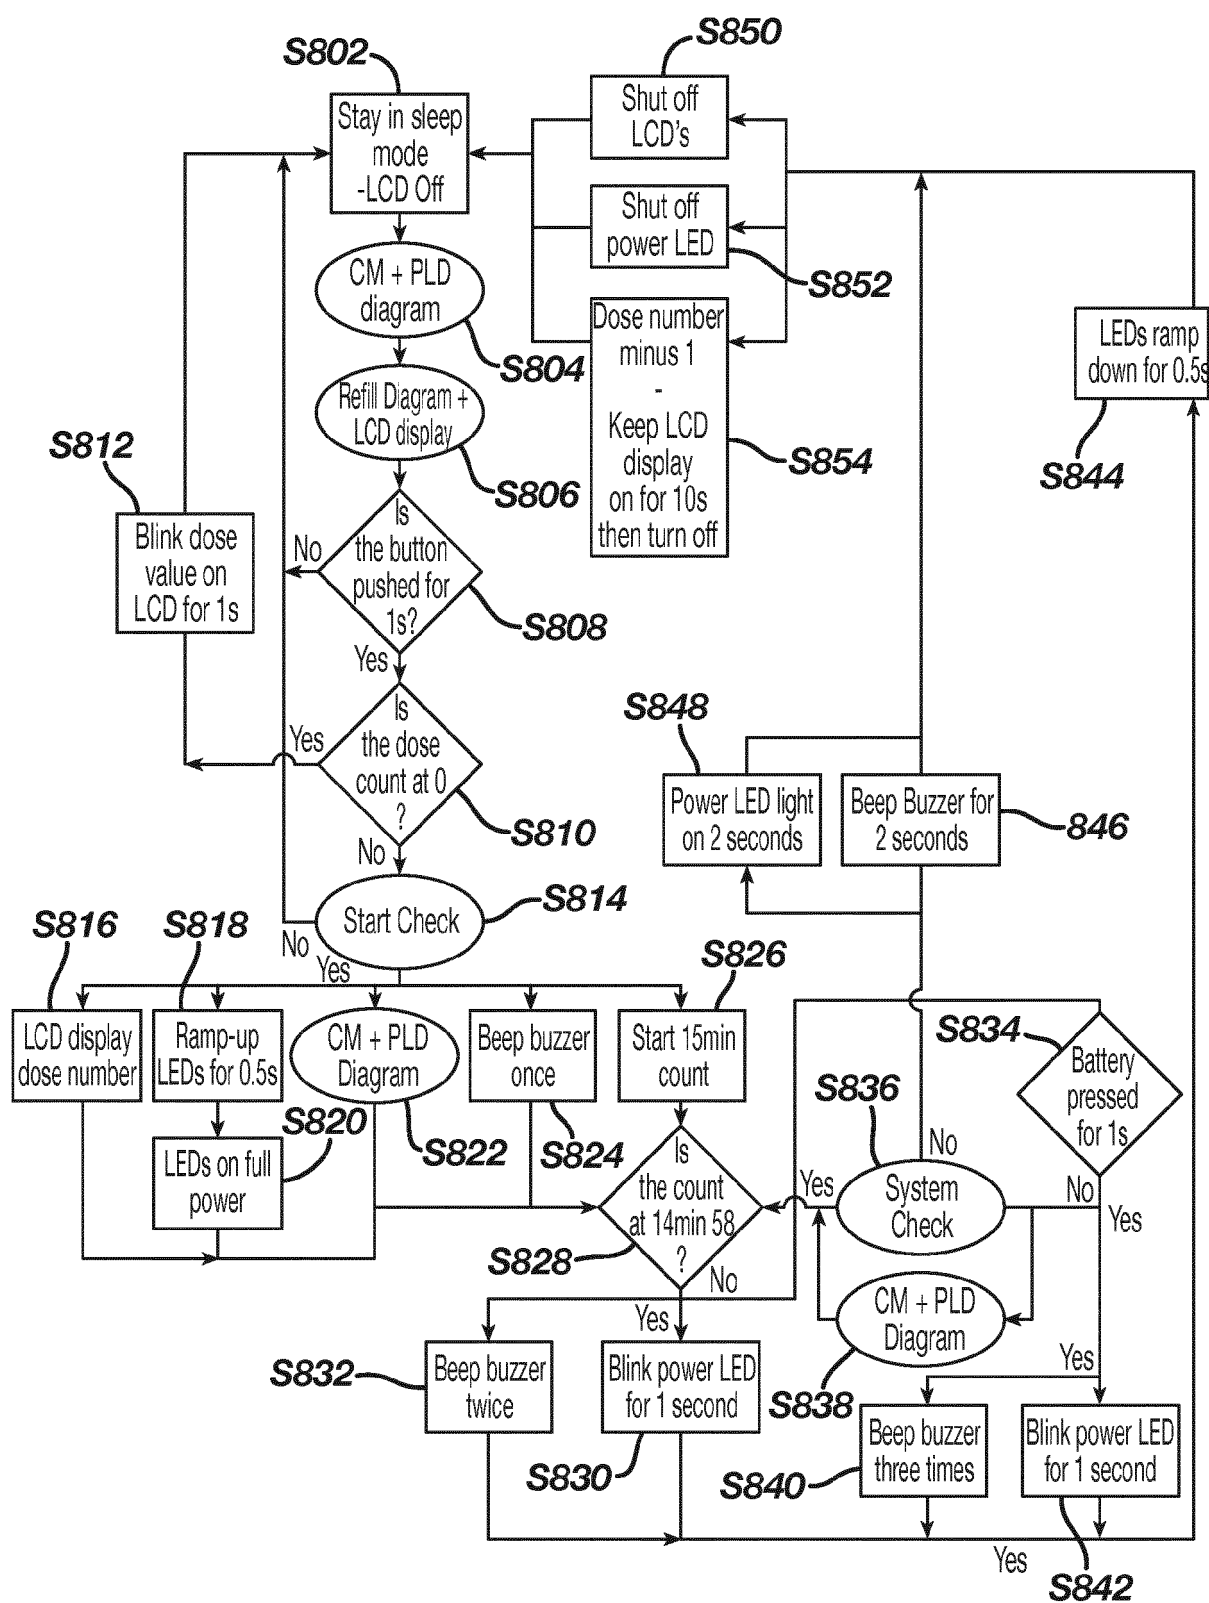 S850
S802
Shut off
LCD's
Stay in sleep
mode
-LCD Off
Shut off
power LED
S852
CM + PLD
diagram
S804
Dose number
minus 1
-
Keep LCD
display
on for 10s
then turn off
S854
LEDs ramp
down for 0.5s
S844
Refill Diagram +
LCD display
S806
S812
Blink dose
value on
LCD for 1s
Is
the button
pushed for
1s?
No
S808
Yes
Is
the dose
count at 0
?
Yes
S810
No
S848
Power LED light
on 2 seconds
Beep Buzzer for
2 seconds
846
Start Check
S814
No
Yes
S816
S818
S826
LCD display
dose number
Ramp-up
LEDs for 0.5s
CM + PLD
Diagram
Beep buzzer
once
Start 15min
count
S834
Battery
pressed
for 1s
S820
S822
S824
S836
LEDs on full
power
Is
the count
at 14min 58
?
S828
No
Yes
System
Check
No
Yes
No
Yes
CM + PLD
Diagram
S838
Yes
S832
Beep buzzer
twice
Blink power LED
for 1 second
S830
Beep buzzer
three times
S840
Blink power LED
for 1 second
Yes
S842